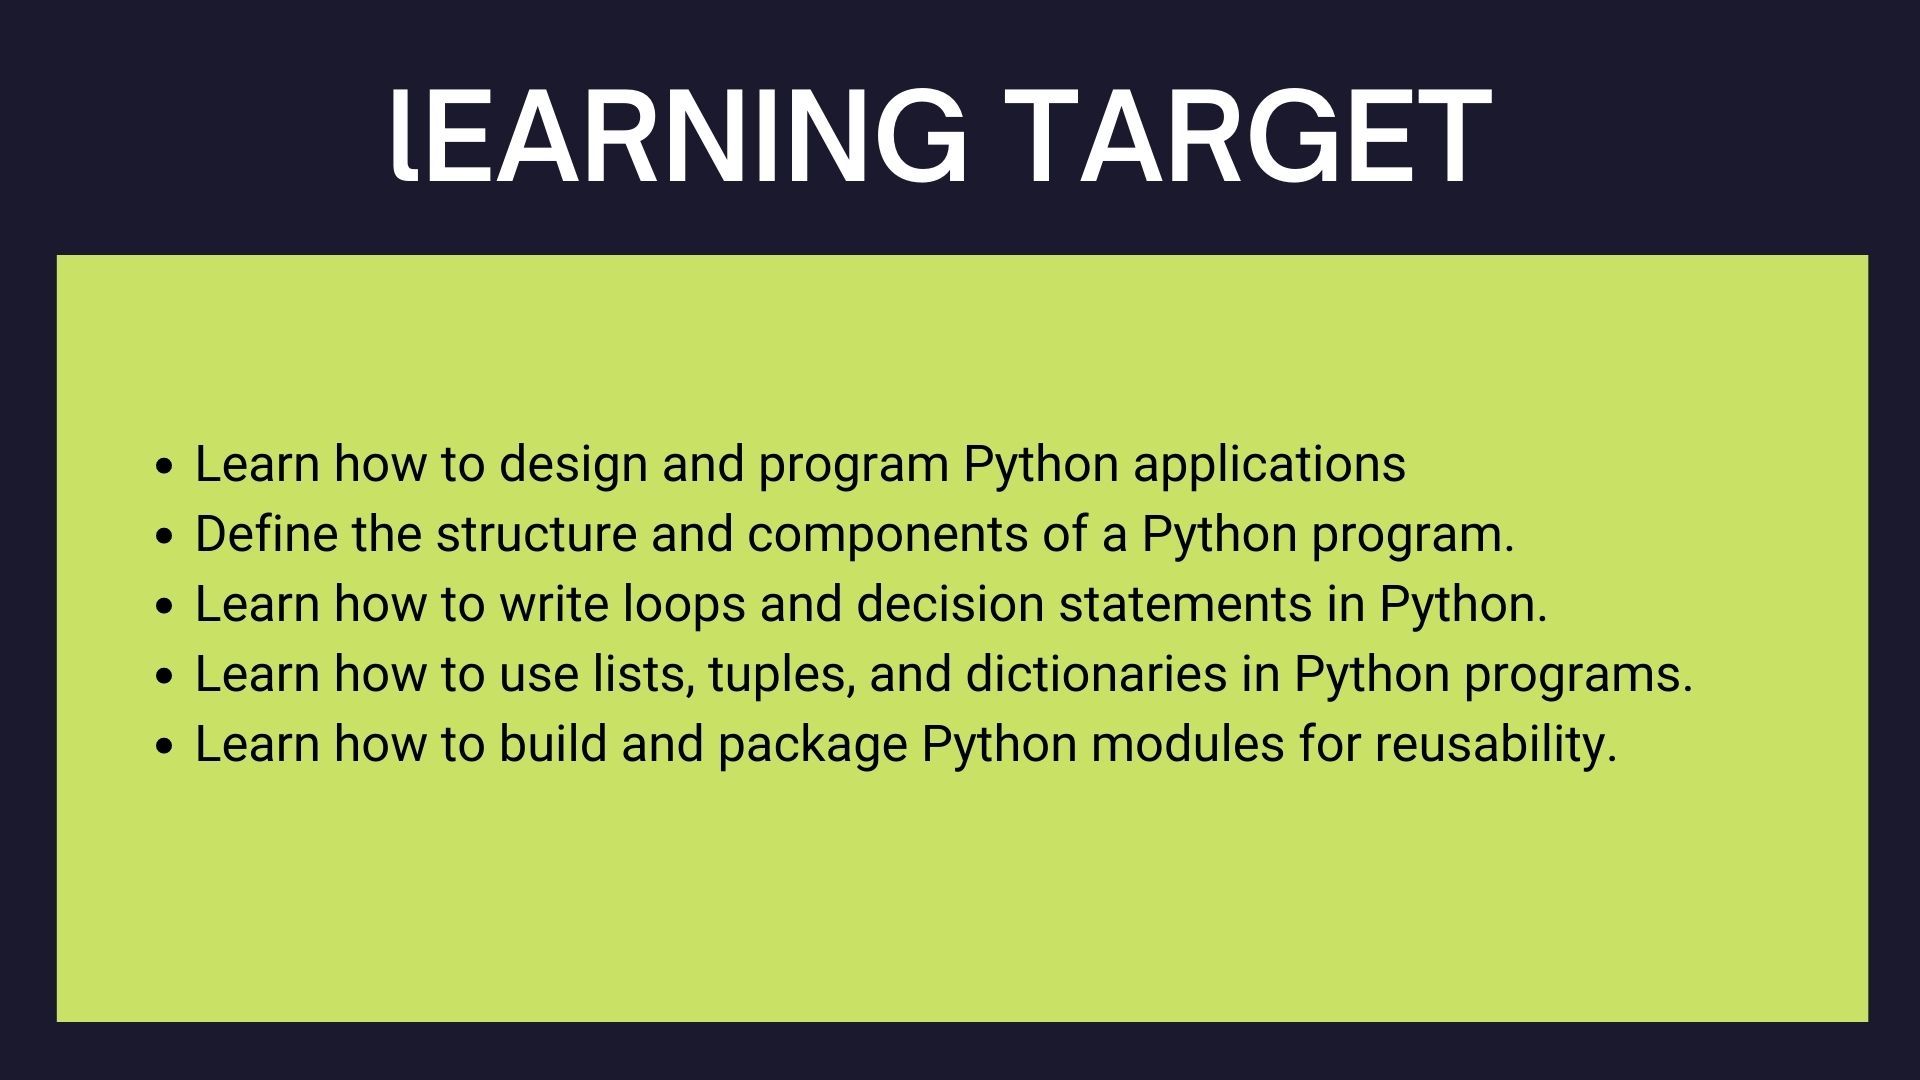 lEARNING TARGET
• Learn how to design and program Python applications
• Define the structure and components of a Python program.
• Learn how to write loops and decision statements in Python.
• Learn how to use lists, tuples, and dictionaries in Python programs.
• Learn how to build and package Python modules for reusability.